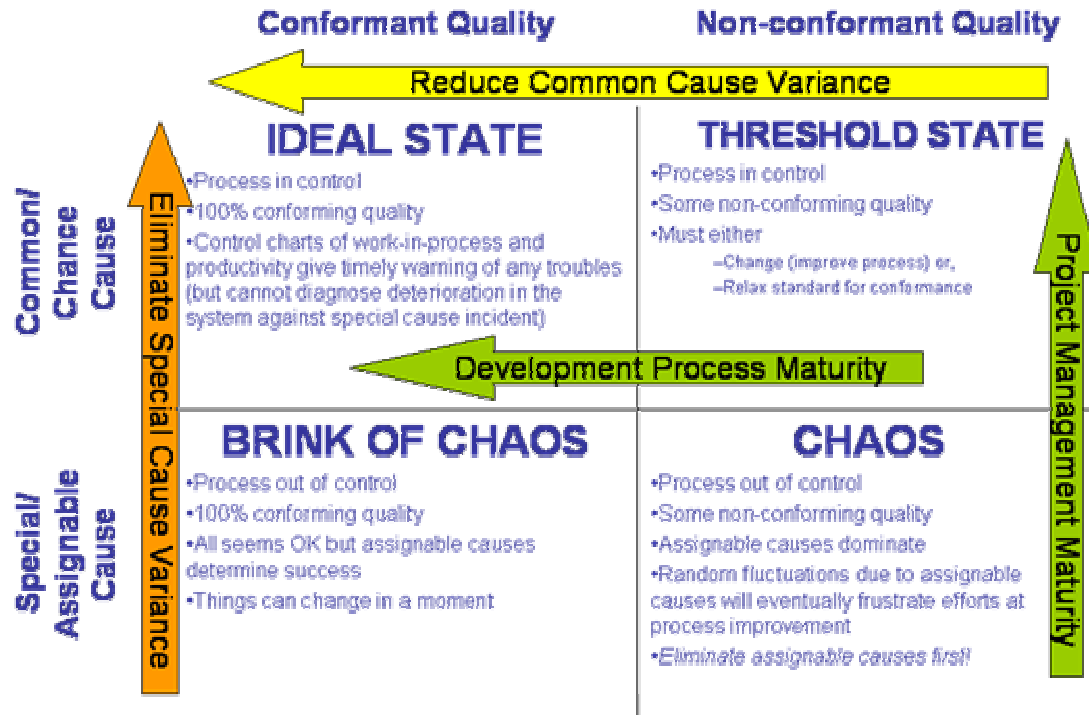 Conformant Quality
Non-conformant Quality
Reduce Common Cause Variance
Common/
Chance
Cause
Eliminate Special Cause Variance
IDEAL STATE
•Process in control
•100% conforming quality
•Control charts of work-in-process and
productivity give timely warning of any troubles
(but cannot diagnose deterioration in the
system against special cause incident)
THRESHOLD STATE
•Process in control
•Some non-conforming quality
•Must either
–Change (improve process) or,
–Relax standard for conformance
Project Management Maturity
Development Process Maturity
Special/
Assignable
Cause
BRINK OF CHAOS
•Process out of control
•100% conforming quality
•All seems OK but assignable causes
determine success
•Things can change in a moment
CHAOS
•Process out of control
•Some non-conforming quality
•Assignable causes dominate
•Random fluctuations due to assignable
causes will eventually frustrate efforts at
process improvement
•Eliminate assignable causes first!